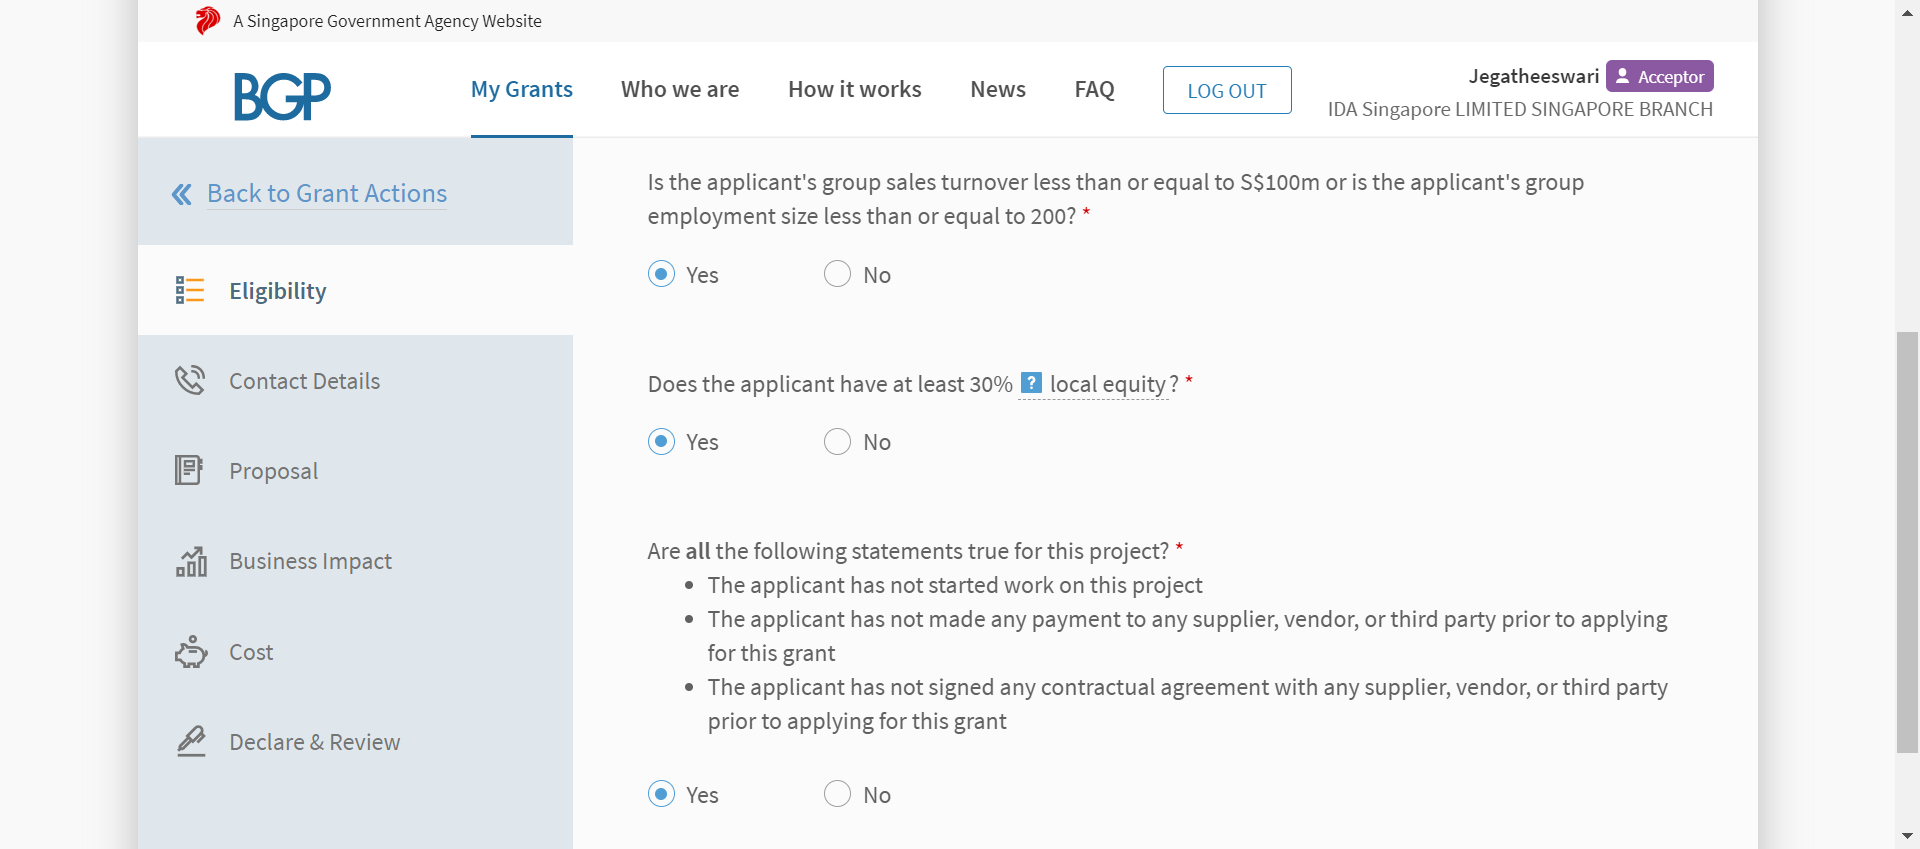 A Singapore Government Agency Website
BGP
My Grants
Who we are
How it works
News
FAQ
LOG OUT
Jegatheeswari
Acceptor
IDA Singapore LIMITED SINGAPORE BRANCH
Back to Grant Actions
Eligibility
Contact Details
Proposal
Business Impact
Cost
Declare & Review
Is the applicant's group sales turnover less than or equal to S$100m or is the applicant's group
employment size less than or equal to 200? *
Yes
No
Does the applicant have at least 30% ? local equity? *
Yes
No
Are all the following statements true for this project? *
• The applicant has not started work on this project
• The applicant has not made any payment to any supplier, vendor, or third party prior to applying
for this grant
• The applicant has not signed any contractual agreement with any supplier, vendor, or third party
prior to applying for this grant
Yes
No